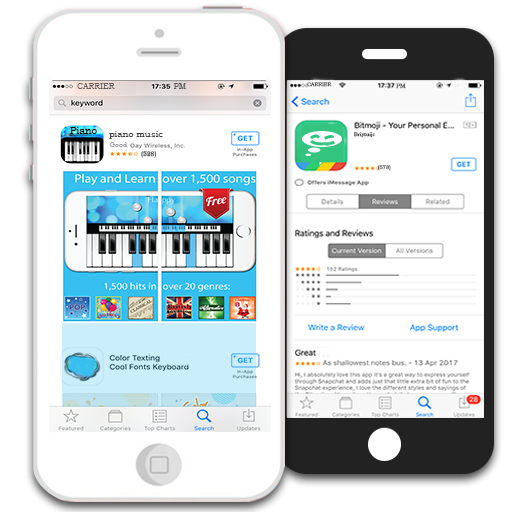 CARRIER 17:35 PM
keyword
Piano
piano music
Good Day Wireless, Inc.
(528)
GET
In-App
Purchases
Play and Learn over 1,500 songs
Happy
Free
1,500 hits in over 20 genres:
POP
CLASSICAL
Color Texting
Cool Fonts Keyboard
GET
In-App
Purchases
Featured Categories Top Charts Search Updates
CARRIER 17:37 PM
Search
Bitmoji - Your Personal E...
12+
(570)
GET
Offers iMessage App
Details Reviews Related
Ratings and Reviews
Current Version All Versions
152 Ratings
Write a Review App Support
Great
As shallowest notes bus. - 13 Apr 2017
Hi, I absolutely love this app it's a great way to express yourself
through Snapchat and adds just that little extra bit of fun to the
Snapchat experience, I love the different styles and sayings of
28
Featured Categories Top Charts Search Updates